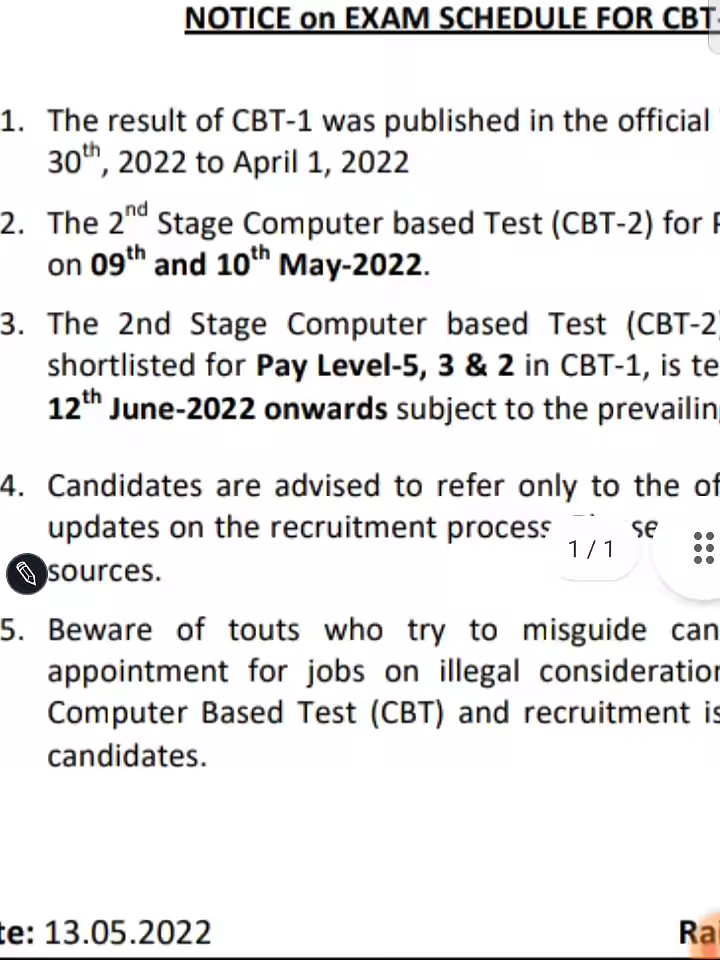 NOTICE on EXAM SCHEDULE FOR CBT-
1. The result of CBT-1 was published in the official
30th, 2022 to April 1, 2022
2. The 2nd Stage Computer based Test (CBT-2) for
on 09th and 10th May-2022.
3. The 2nd Stage Computer based Test (CBT-2)
shortlisted for Pay Level-5, 3 & 2 in CBT-1, is te
12th June-2022 onwards subject to the prevailin
4. Candidates are advised to refer only to the of
updates on the recruitment process se
1 / 1
sources.
5. Beware of touts who try to misguide can
appointment for jobs on illegal consideration
Computer Based Test (CBT) and recruitment is
candidates.
te: 13.05.2022 Rai